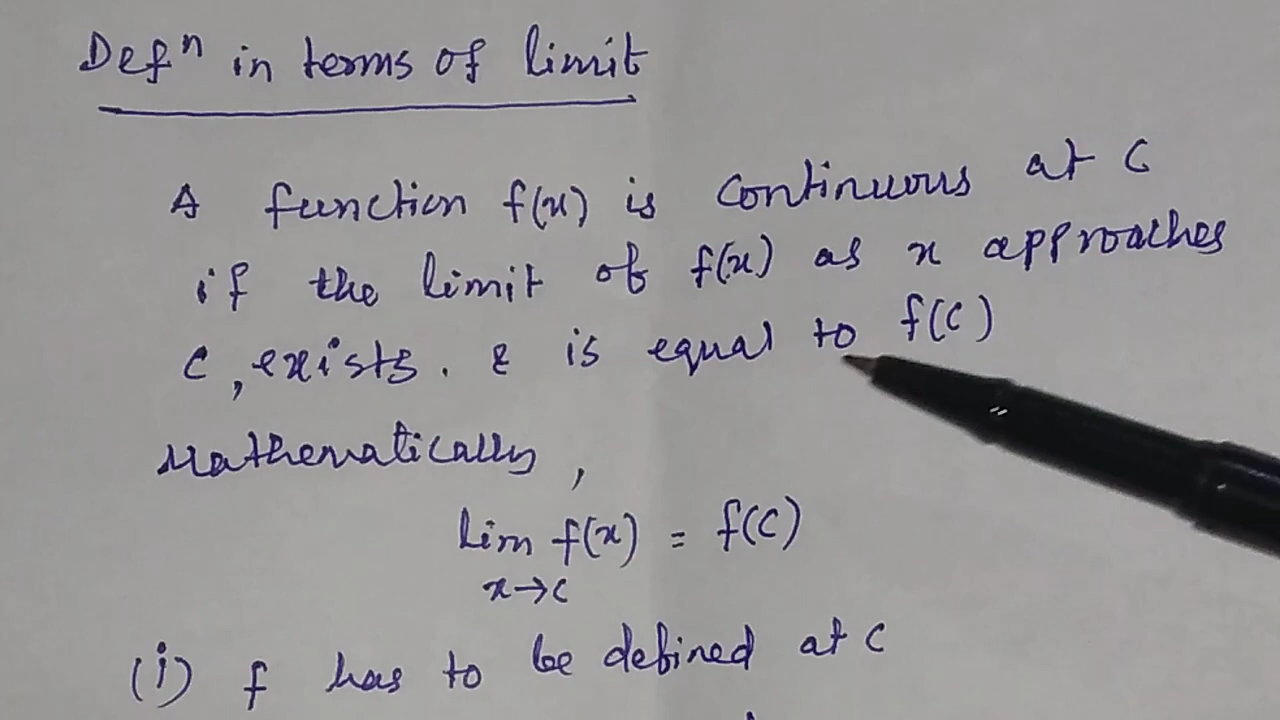 Defⁿ in terms of limit
A function f(x) is continuous at c
if the limit of f(x) as x approaches
c, exists. & is equal to f(c)
Mathematically,
lim f(x) = f(c)
x→c
(i) f has to be defined at c